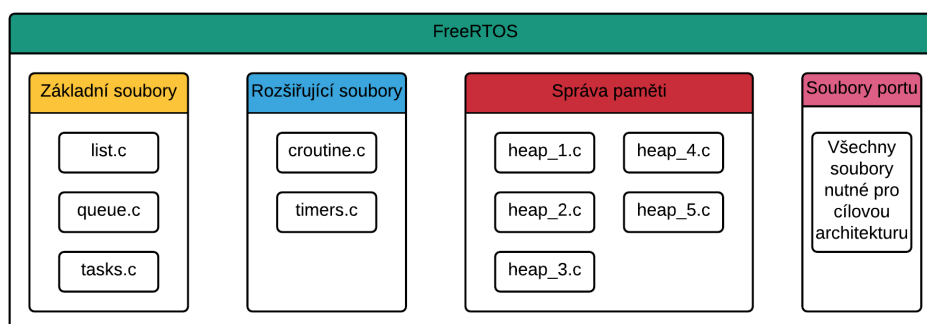 FreeRTOS
Základní soubory
list.c
queue.c
tasks.c
Rozšiřující soubory
croutine.c
timers.c
Správa paměti
heap_1.c
heap_4.c
heap_2.c
heap_5.c
heap_3.c
Soubory portu
Všechny
soubory
nutné pro
cílovou
architekturu